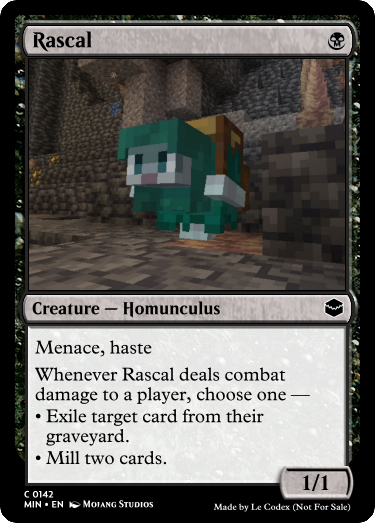 Rascal
Creature — Homunculus
Menace, haste
Whenever Rascal deals combat
damage to a player, choose one —
• Exile target card from their
graveyard.
• Mill two cards.
1/1
C 0142
MIN • EN Mojang Studios
Made by Le Codex (Not For Sale)